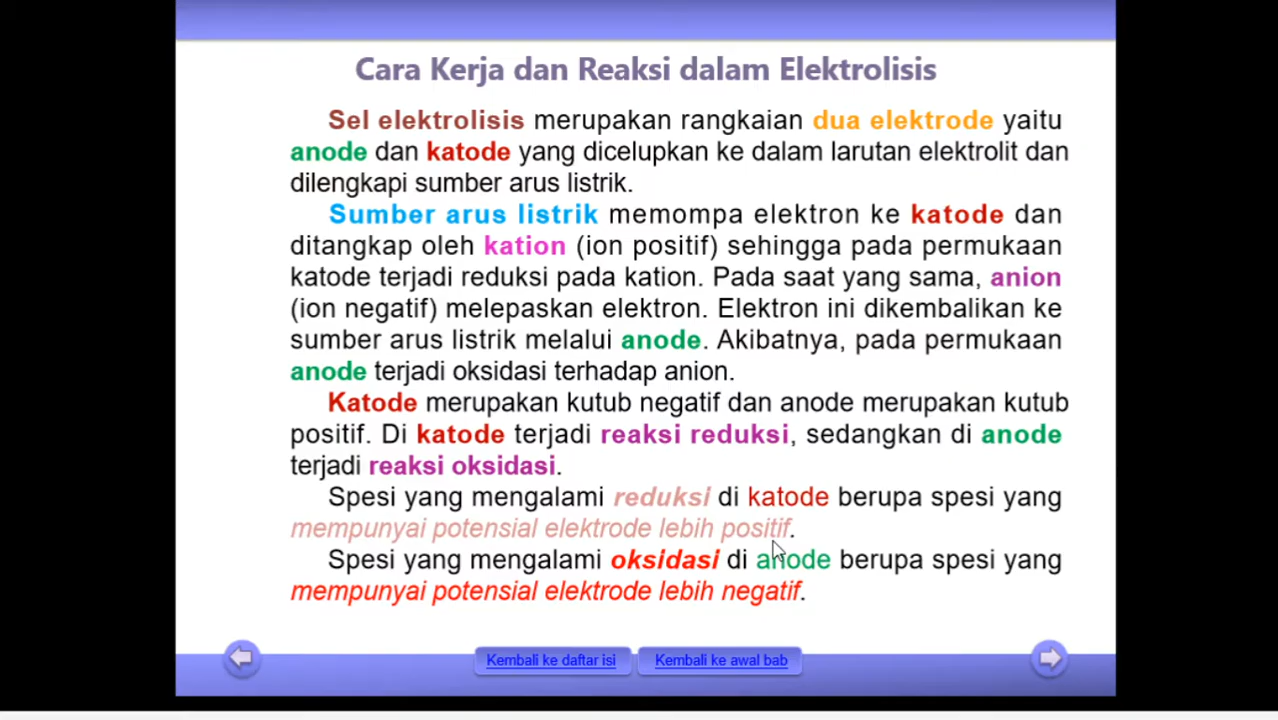 Cara Kerja dan Reaksi dalam Elektrolisis
Sel elektrolisis merupakan rangkaian dua elektrode yaitu
anode dan katode yang dicelupkan ke dalam larutan elektrolit dan
dilengkapi sumber arus listrik.
Sumber arus listrik memompa elektron ke katode dan
ditangkap oleh kation (ion positif) sehingga pada permukaan
katode terjadi reduksi pada kation. Pada saat yang sama, anion
(ion negatif) melepaskan elektron. Elektron ini dikembalikan ke
sumber arus listrik melalui anode. Akibatnya, pada permukaan
anode terjadi oksidasi terhadap anion.
Katode merupakan kutub negatif dan anode merupakan kutub
positif. Di katode terjadi reaksi reduksi, sedangkan di anode
terjadi reaksi oksidasi.
Spesi yang mengalami reduksi di katode berupa spesi yang
mempunyai potensial elektrode lebih positif.
Spesi yang mengalami oksidasi di anode berupa spesi yang
mempunyai potensial elektrode lebih negatif.
Kembali ke daftar isi
Kembali ke awal bab